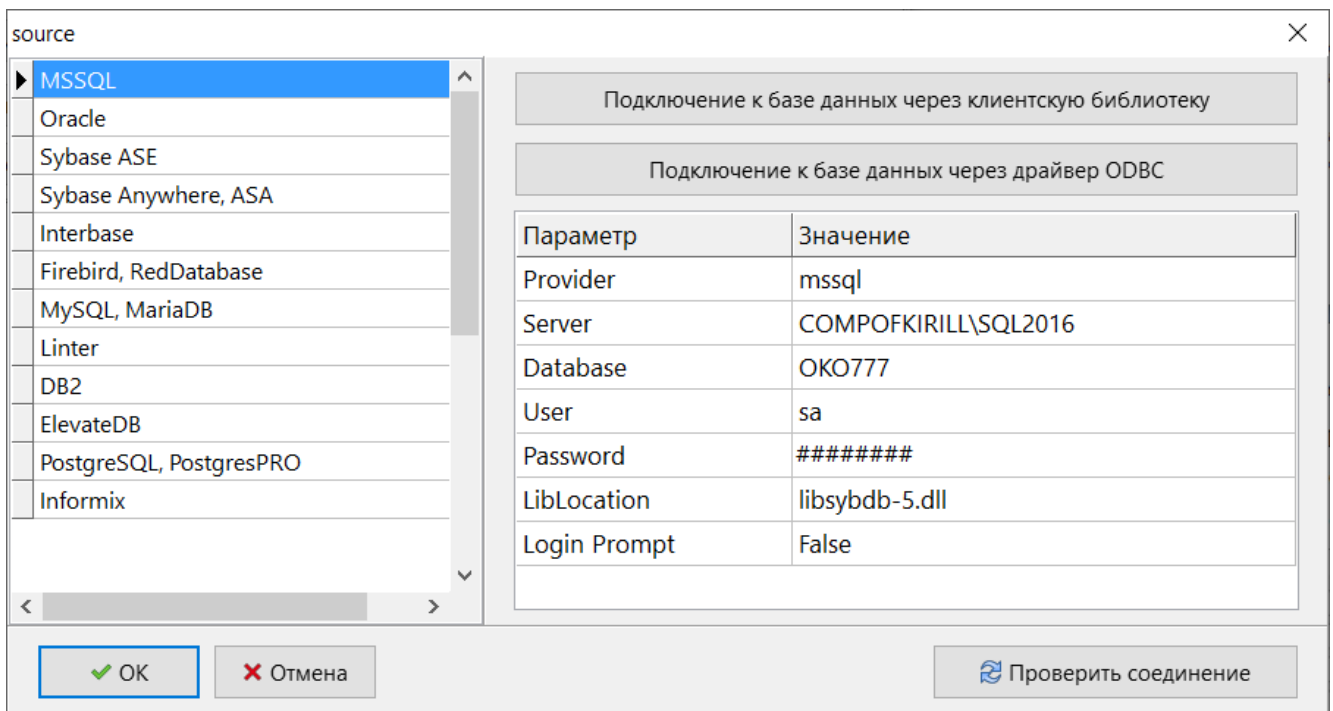 source
MSSQL
Oracle
Sybase ASE
Sybase Anywhere, ASA
Interbase
Firebird, RedDatabase
MySQL, MariaDB
Linter
DB2
ElevateDB
PostgreSQL, PostgresPRO
Informix
Подключение к базе данных через клиентскую библиотеку
Подключение к базе данных через драйвер ODBC
Параметр Значение
Provider mssql
Server COMPOFKIRILL\SQL2016
Database OKO777
User sa
Password ########
LibLocation libsybdb-5.dll
Login Prompt False
OK Отмена Проверить соединение